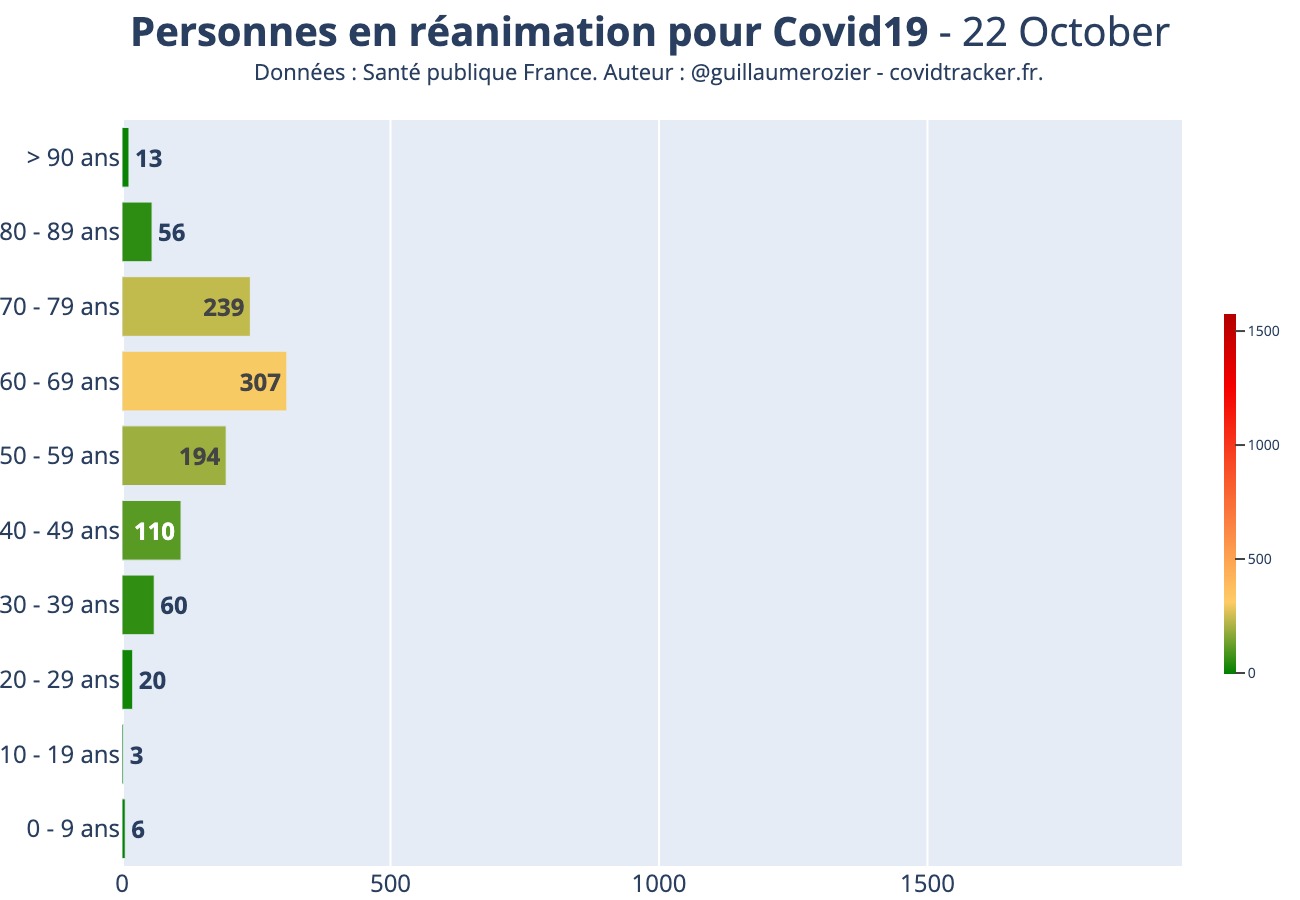 Personnes en réanimation pour Covid19 - 22 October
Données : Santé publique France. Auteur : @guillaumerozier - covidtracker.fr.
> 90 ans 13
80 - 89 ans 56
70 - 79 ans 239
60 - 69 ans 307
50 - 59 ans 194
40 - 49 ans 110
30 - 39 ans 60
20 - 29 ans 20
10 - 19 ans 3
0 - 9 ans 6
0 500 1000 1500
1500
1000
500
0